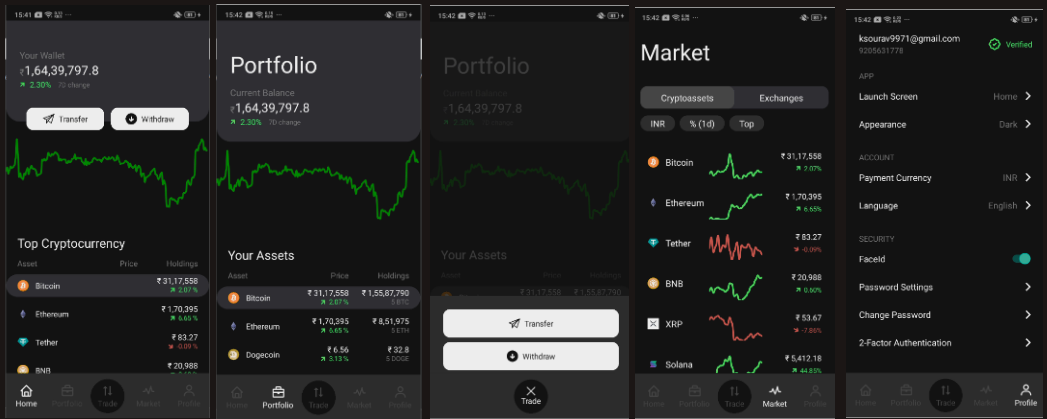 15:41
81
Your Wallet
₹1,64,39,797.8
2.30% 7D change
Transfer
Withdraw
Top Cryptocurrency
Asset Price Holdings
Bitcoin ₹ 31,17,558
2.07 %
Ethereum ₹ 1,70,395
6.65 %
Tether ₹ 83.27
-0.09 %
BNB ₹ 20,988
Home
Portfolio
Trade
Market
Profile
15:42
81
Portfolio
Current Balance
₹1,64,39,797.8
2.30% 7D change
Your Assets
Asset Price Holdings
Bitcoin ₹ 31,17,558 ₹ 1,55,87,790
2.07 % 5 BTC
Ethereum ₹ 1,70,395 ₹ 8,51,975
6.65 % 5 ETH
Dogecoin ₹ 6.56 ₹ 32.8
3.13 % 5 DOGE
Home
Portfolio
Trade
Market
Profile
15:42
81
Portfolio
Current Balance
₹1,64,39,797.8
2.30% 7D change
Your Assets
Asset Price Holdings
Bitcoin ₹ 31,17,558 ₹ 1,55,87,790
Transfer
Withdraw
Trade
15:42
81
Market
Cryptoassets
Exchanges
INR
% (1d)
Top
Bitcoin ₹ 31,17,558
2.07%
Ethereum ₹ 1,70,395
6.65%
Tether ₹ 83.27
-0.09%
BNB ₹ 20,988
0.60%
XRP ₹ 53.67
-7.86%
Solana ₹ 5,412.18
44.85%
Home
Portfolio
Trade
Market
Profile
15:42
81
ksourav9971@gmail.com
9205631778
Verified
APP
Launch Screen Home
Appearance Dark
ACCOUNT
Payment Currency INR
Language English
SECURITY
FaceId
Password Settings
Change Password
2-Factor Authentication
Home
Portfolio
Trade
Market
Profile